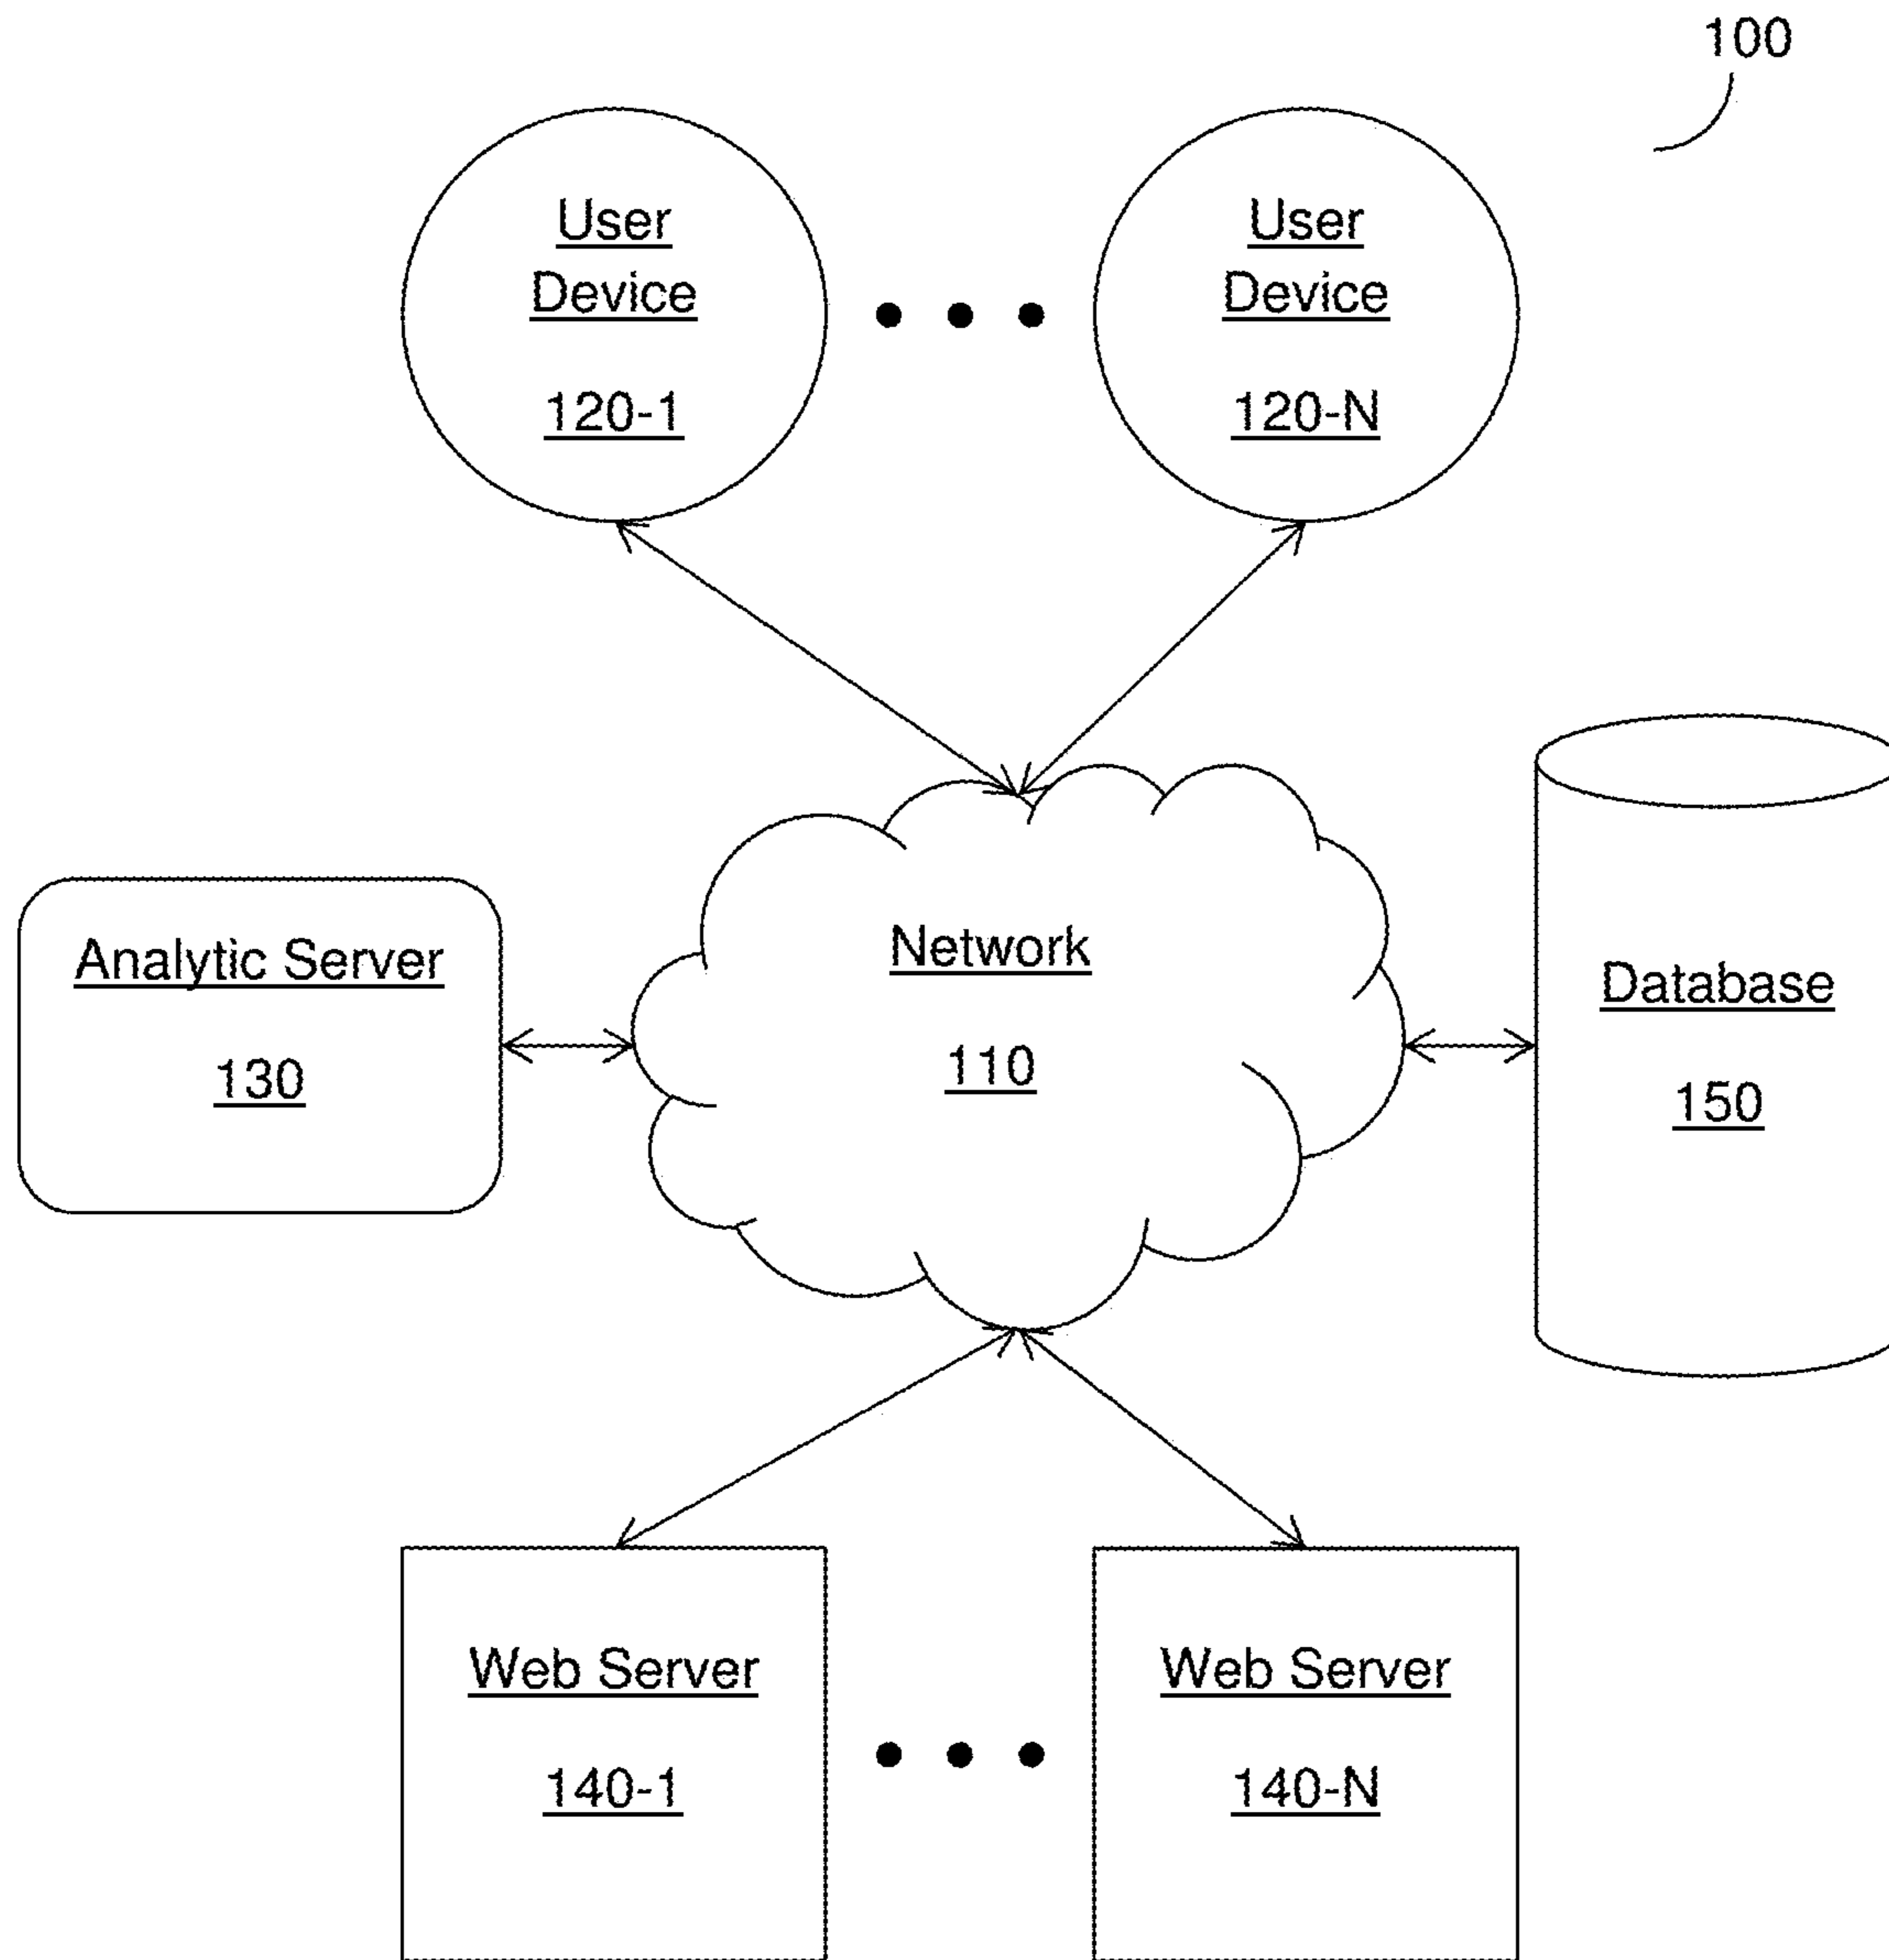 100
User
Device
120-1
User
Device
120-N
Analytic Server
130
Network
110
Database
150
Web Server
140-1
Web Server
140-N